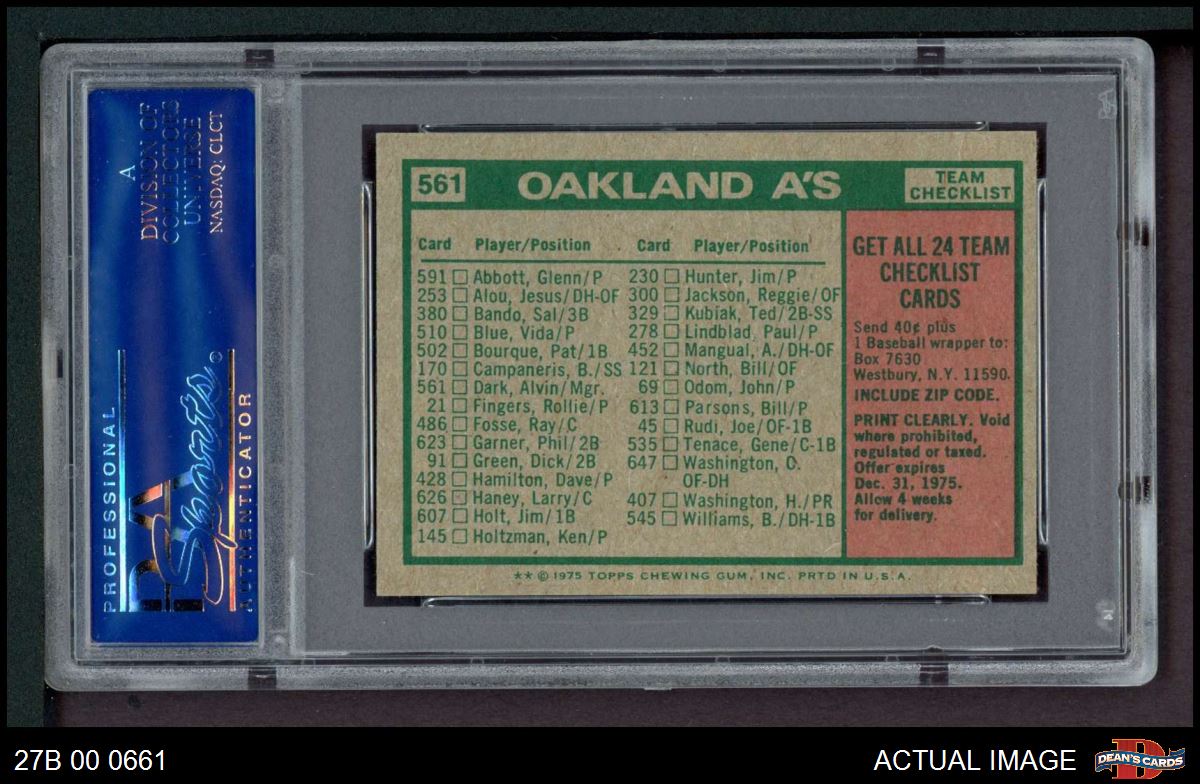 A
DIVISION OF
COLLECTORS
UNIVERSE
NASDAQ: CLCT
PROFESSIONAL
PSA
Sports
©
AUTHENTICATOR
561
OAKLAND A'S
TEAM
CHECKLIST
Card Player/Position
591 Abbott, Glenn/P
253 Alou, Jesus/DH-OF
380 Bando, Sal/3B
510 Blue, Vida/P
502 Bourque, Pat/1B
170 Campaneris, B./SS
561 Dark, Alvin/Mgr.
21 Fingers, Rollie/P
486 Fosse, Ray/C
623 Garner, Phil/2B
91 Green, Dick/2B
428 Hamilton, Dave/P
626 Haney, Larry/C
607 Holt, Jim/1B
145 Holtzman, Ken/P
Card Player/Position
230 Hunter, Jim/P
300 Jackson, Reggie/OF
329 Kubiak, Ted/2B-SS
278 Lindblad, Paul/P
452 Mangual, A./DH-OF
121 North, Bill/OF
69 Odom, John/P
613 Parsons, Bill/P
45 Rudi, Joe/OF-1B
535 Tenace, Gene/C-1B
647 Washington, C.
OF-DH
407 Washington, H./PR
545 Williams, B./DH-1B
GET ALL 24 TEAM
CHECKLIST
CARDS
Send 40¢ plus
1 Baseball wrapper to:
Box 7630
Westbury, N.Y. 11590.
INCLUDE ZIP CODE.
PRINT CLEARLY. Void
where prohibited,
regulated or taxed.
Offer expires
Dec. 31, 1975.
Allow 4 weeks
for delivery.
** © 1975 TOPPS CHEWING GUM, INC. PRTD IN U.S.A.
27B 00 0661
ACTUAL IMAGE
D
DEAN'S CARDS